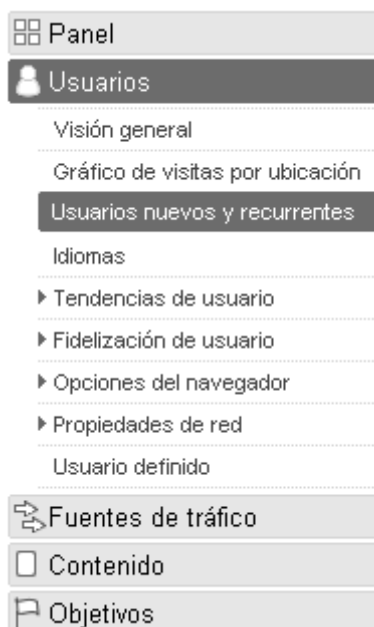 Panel
Usuarios
Visión general
Gráfico de visitas por ubicación
Usuarios nuevos y recurrentes
Idiomas
Tendencias de usuario
Fidelización de usuario
Opciones del navegador
Propiedades de red
Usuario definido
Fuentes de tráfico
Contenido
Objetivos